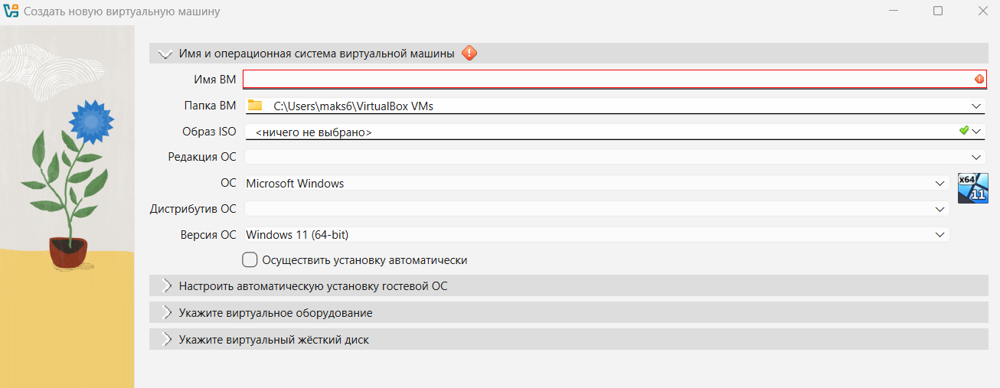 Создать новую виртуальную машину
Имя и операционная система виртуальной машины
Имя ВМ
Папка ВМ C:\Users\maks6\VirtualBox VMs
Образ ISO <ничего не выбрано>
Редакция ОС
ОС Microsoft Windows
x64
11
Дистрибутив ОС
Версия ОС Windows 11 (64-bit)
Осуществить установку автоматически
Настроить автоматическую установку гостевой ОС
Укажите виртуальное оборудование
Укажите виртуальный жёсткий диск